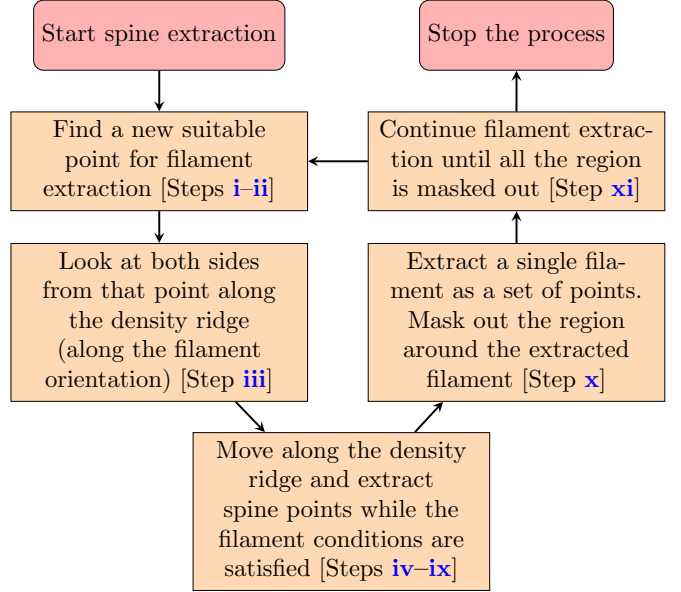 Start spine extraction
Stop the process
Find a new suitable
point for filament
extraction [Steps i–ii]
Continue filament extrac-
tion until all the region
is masked out [Step xi]
Look at both sides
from that point along
the density ridge
(along the filament
orientation) [Step iii]
Extract a single fila-
ment as a set of points.
Mask out the region
around the extracted
filament [Step x]
Move along the density
ridge and extract
spine points while the
filament conditions are
satisfied [Steps iv–ix]